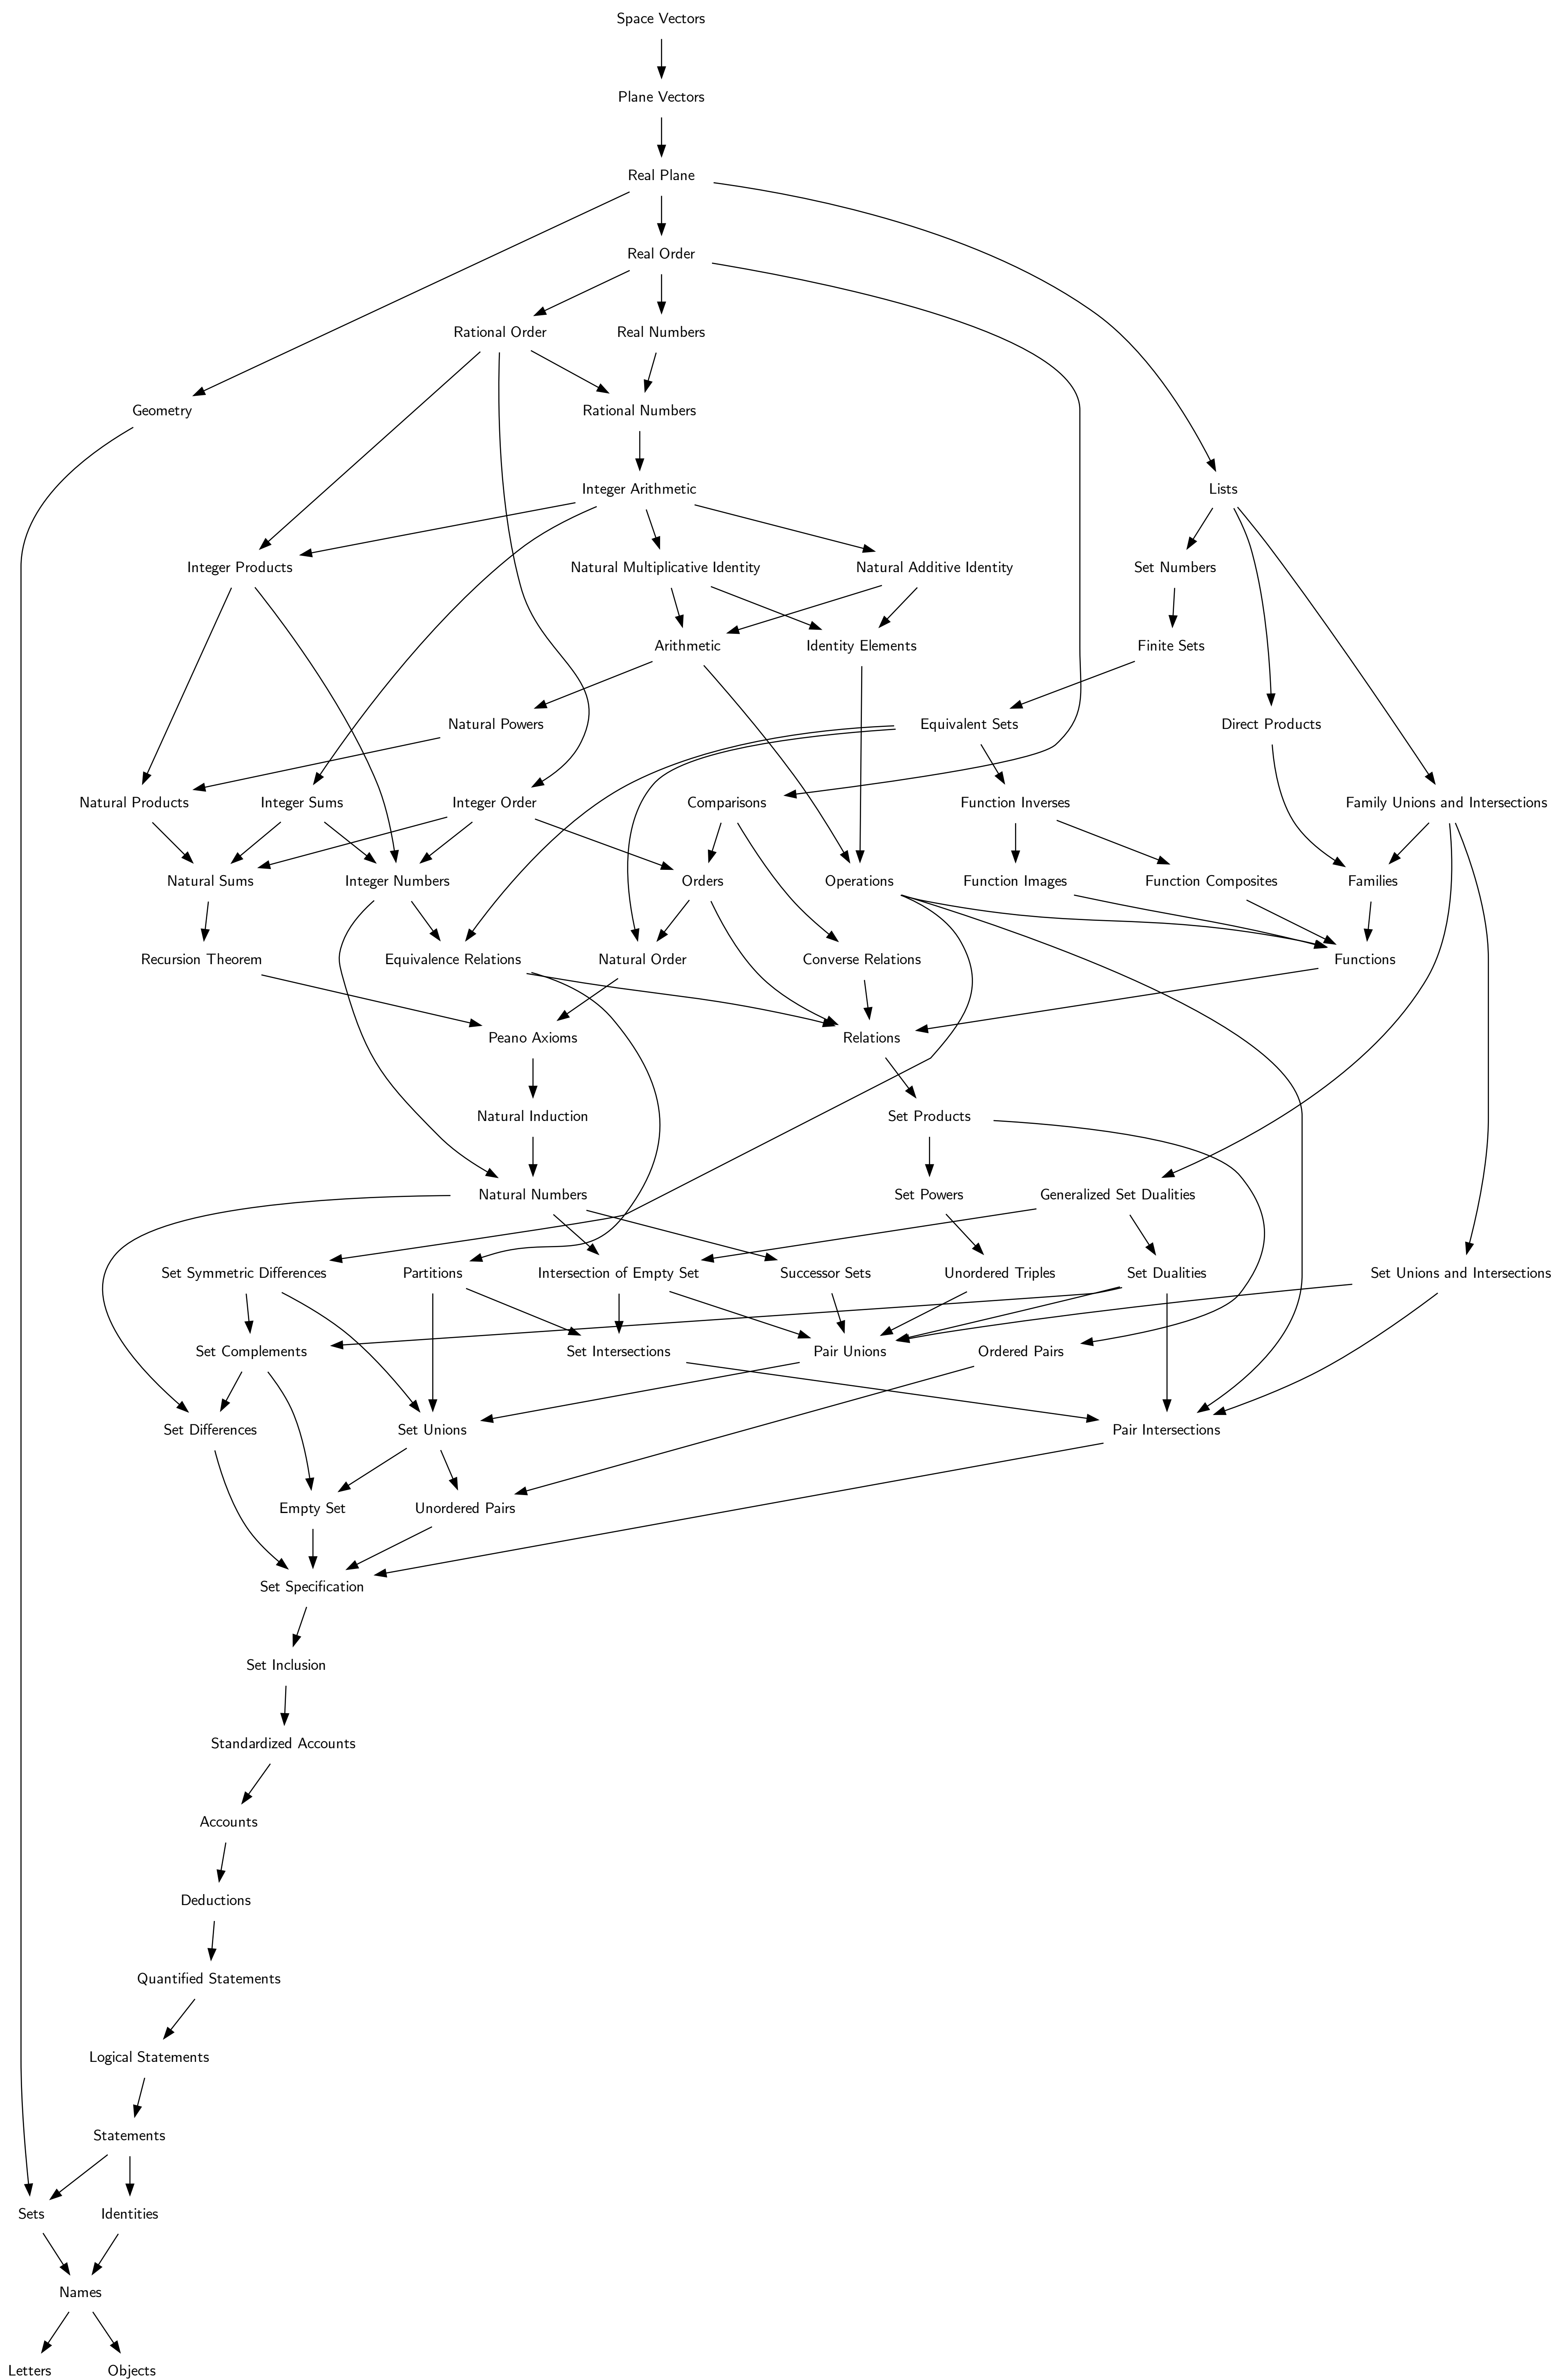 Space Vectors
Plane Vectors
Real Plane
Real Order
Rational Order
Real Numbers
Geometry
Rational Numbers
Integer Arithmetic
Lists
Integer Products
Natural Multiplicative Identity
Natural Additive Identity
Set Numbers
Arithmetic
Identity Elements
Finite Sets
Natural Powers
Equivalent Sets
Direct Products
Natural Products
Integer Sums
Integer Order
Comparisons
Function Inverses
Family Unions and Intersections
Natural Sums
Integer Numbers
Orders
Operations
Function Images
Function Composites
Families
Recursion Theorem
Equivalence Relations
Natural Order
Converse Relations
Functions
Peano Axioms
Relations
Natural Induction
Set Products
Natural Numbers
Set Powers
Generalized Set Dualities
Set Symmetric Differences
Partitions
Intersection of Empty Set
Successor Sets
Unordered Triples
Set Dualities
Set Unions and Intersections
Set Complements
Set Intersections
Pair Unions
Ordered Pairs
Set Differences
Set Unions
Pair Intersections
Empty Set
Unordered Pairs
Set Specification
Set Inclusion
Standardized Accounts
Accounts
Deductions
Quantified Statements
Logical Statements
Statements
Sets
Identities
Names
Letters
Objects